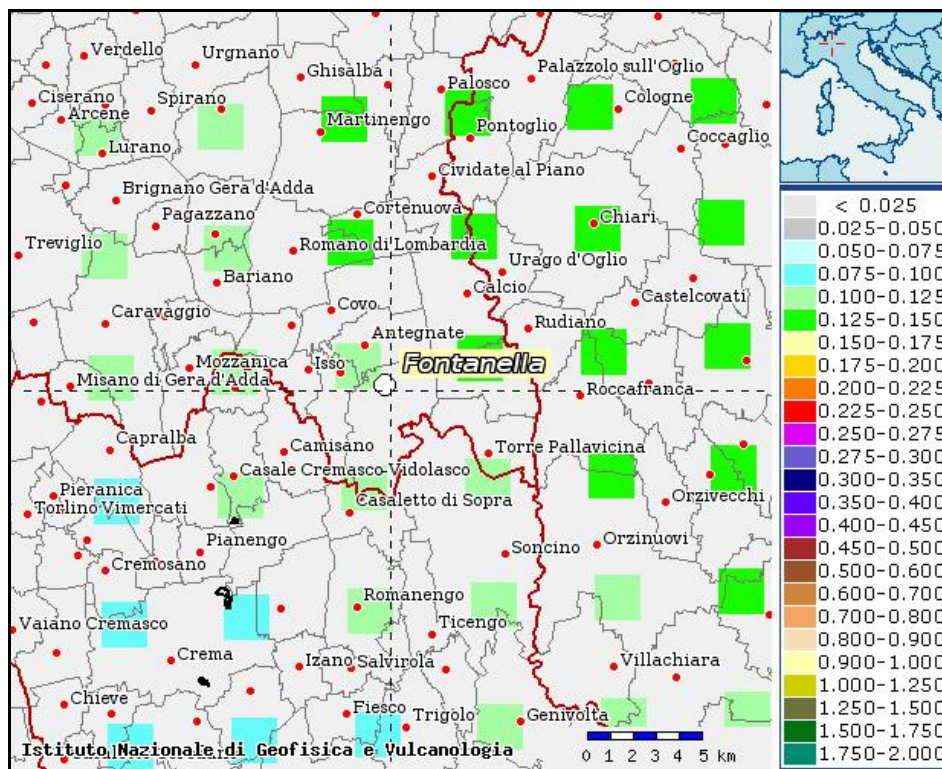 Verdello
Urgnano
Ghisalba
Palosco
Palazzolo sull'Oglio
Ciserano
Arcene
Spirano
Cologne
Martinengo
Pontoglio
Lurano
Coccaglio
Cividate al Piano
Brignano Gera d'Adda
Pagazzano
Cortenuova
Chiari
Treviglio
Romano di Lombardia
Bariano
Urago d'Oglio
Calcio
Castelcovati
Caravaggio
Covo
Antegnate
Rudiano
Mozzanica
Isso
Fontanella
Misano di Gera d'Adda
Roccafranca
Capralba
Camisano
Torre Pallavicina
Casale Cremasco-Vidolasco
Pieranica
Casaletto di Sopra
Orzivecchi
Torlino Vimercati
Pianengo
Orzinuovi
Cremosano
Soncino
Romanengo
Vaiano Cremasco
Ticengo
Crema
Izano
Salvirola
Villachiara
Chieve
Fiesco
Trigolo
Genivolta
Istituto Nazionale di Geofisica e Vulcanologia
0 1 2 3 4 5 km
< 0.025
0.025-0.050
0.050-0.075
0.075-0.100
0.100-0.125
0.125-0.150
0.150-0.175
0.175-0.200
0.200-0.225
0.225-0.250
0.250-0.275
0.275-0.300
0.300-0.350
0.350-0.400
0.400-0.450
0.450-0.500
0.500-0.600
0.600-0.700
0.700-0.800
0.800-0.900
0.900-1.000
1.000-1.250
1.250-1.500
1.500-1.750
1.750-2.000